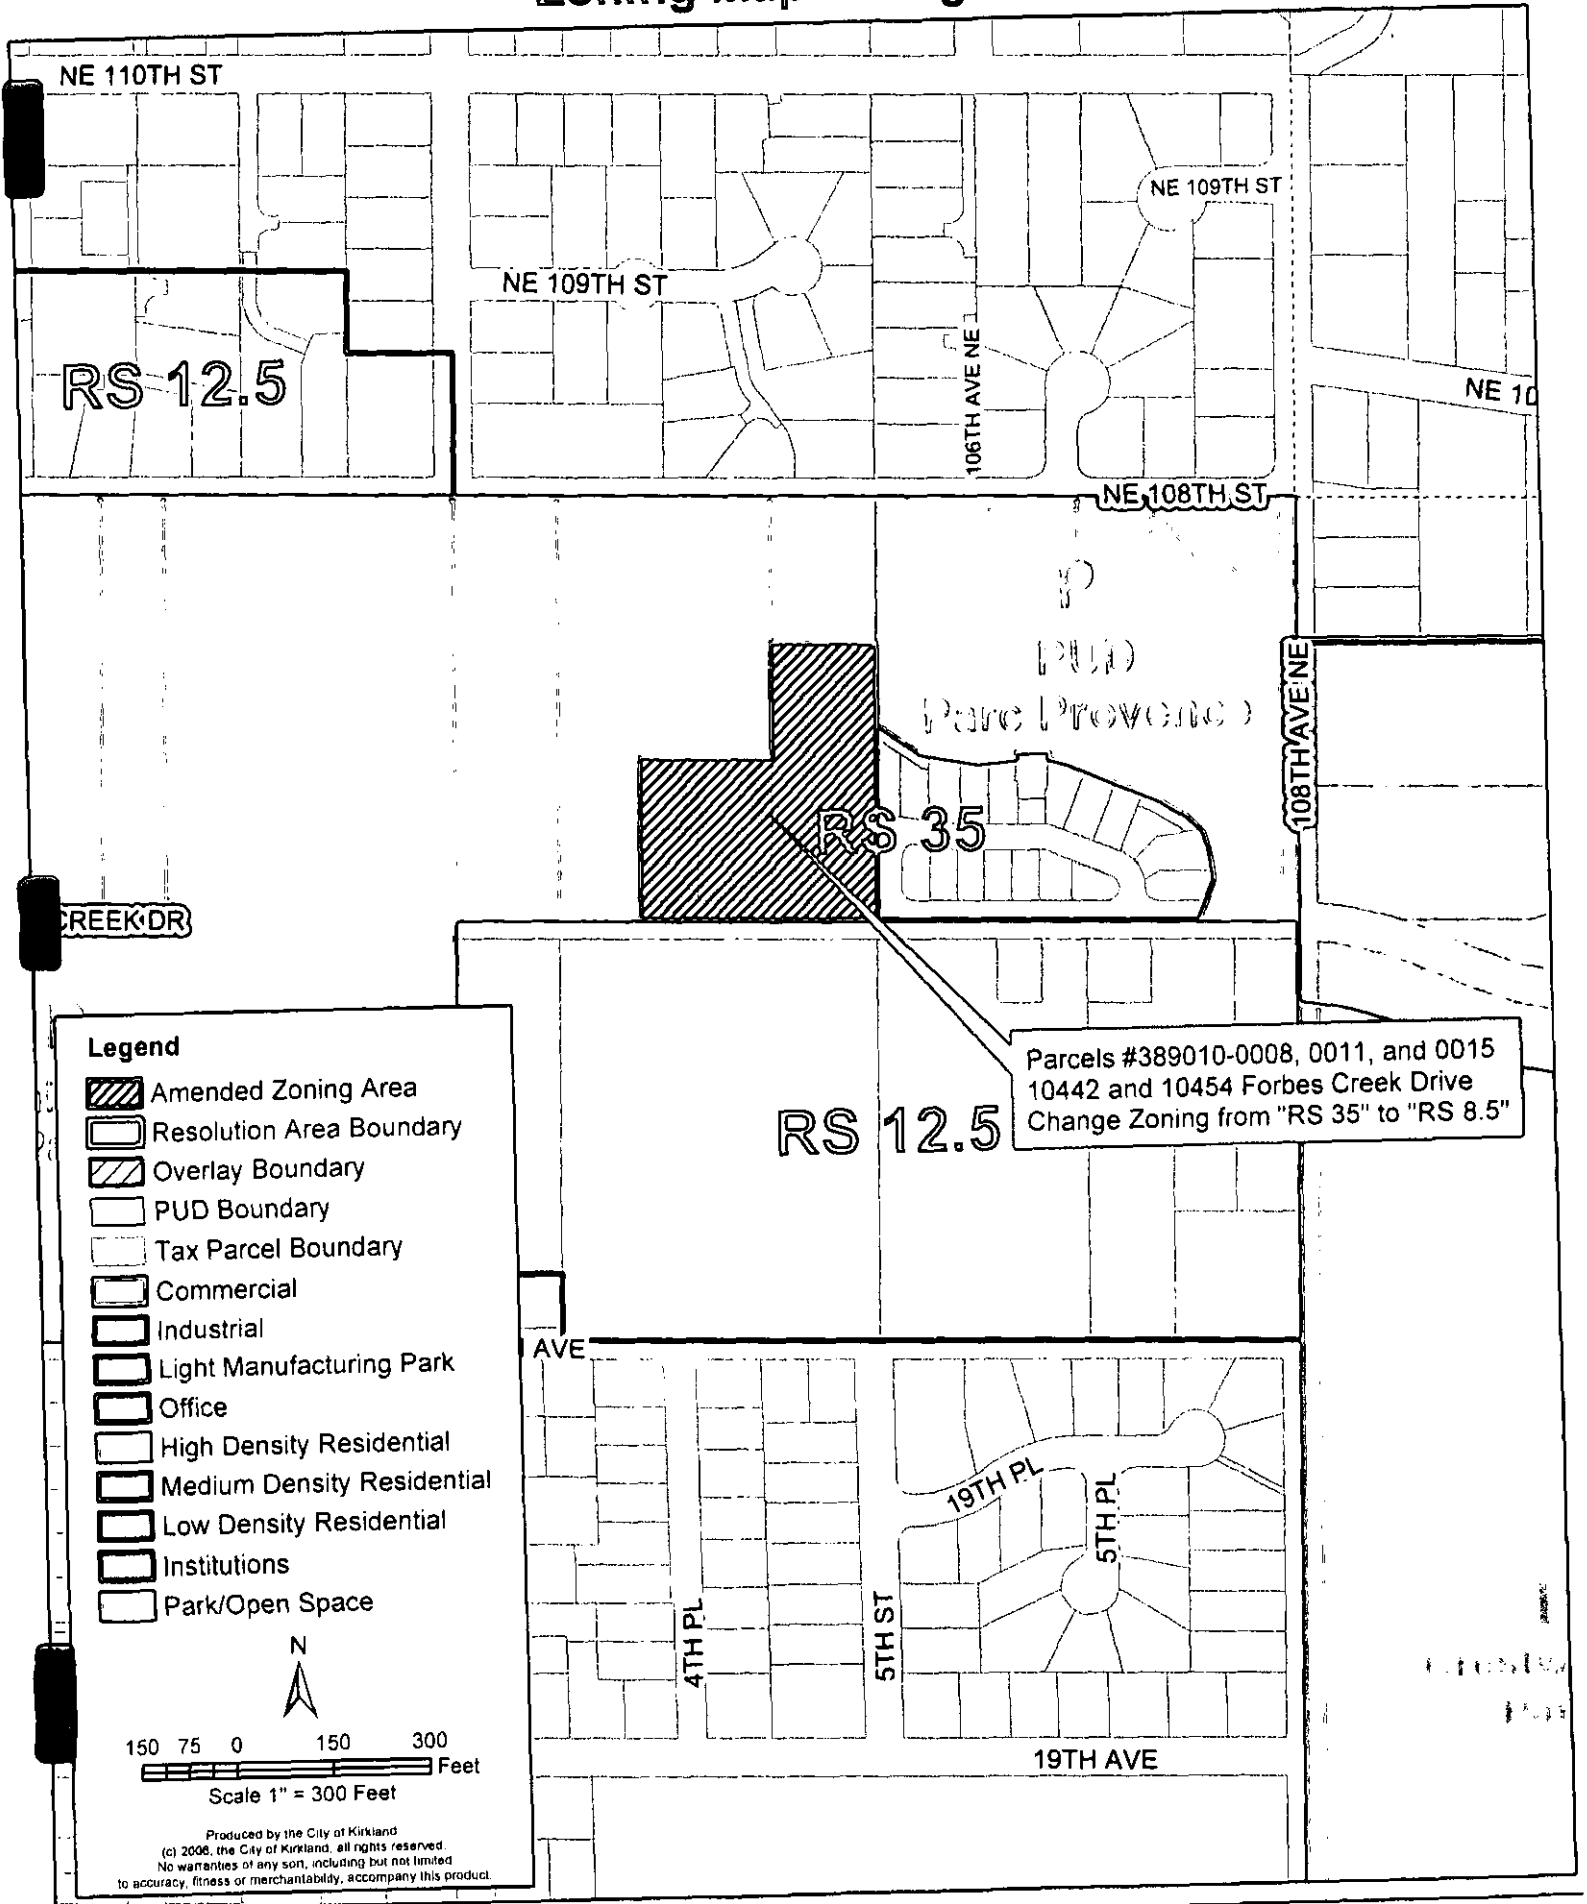 Zoning Map
NE 110TH ST
NE 109TH ST
NE 109TH ST
106TH AVE NE
NE 10
RS 12.5
NE 108TH ST
P
PUD
Parc Provence
108TH AVE NE
RS 35
CREEK DR
Parcels #389010-0008, 0011, and 0015
10442 and 10454 Forbes Creek Drive
Change Zoning from "RS 35" to "RS 8.5"
RS 12.5
Legend
Amended Zoning Area
Resolution Area Boundary
Overlay Boundary
PUD Boundary
Tax Parcel Boundary
Commercial
Industrial
Light Manufacturing Park
Office
High Density Residential
Medium Density Residential
Low Density Residential
Institutions
Park/Open Space
N
150 75 0 150 300
Feet
Scale 1" = 300 Feet
Produced by the City of Kirkland
(c) 2006, the City of Kirkland, all rights reserved.
No warranties of any sort, including but not limited
to accuracy, fitness or merchantability, accompany this product.
AVE
19TH PL
5TH PL
4TH PL
5TH ST
19TH AVE